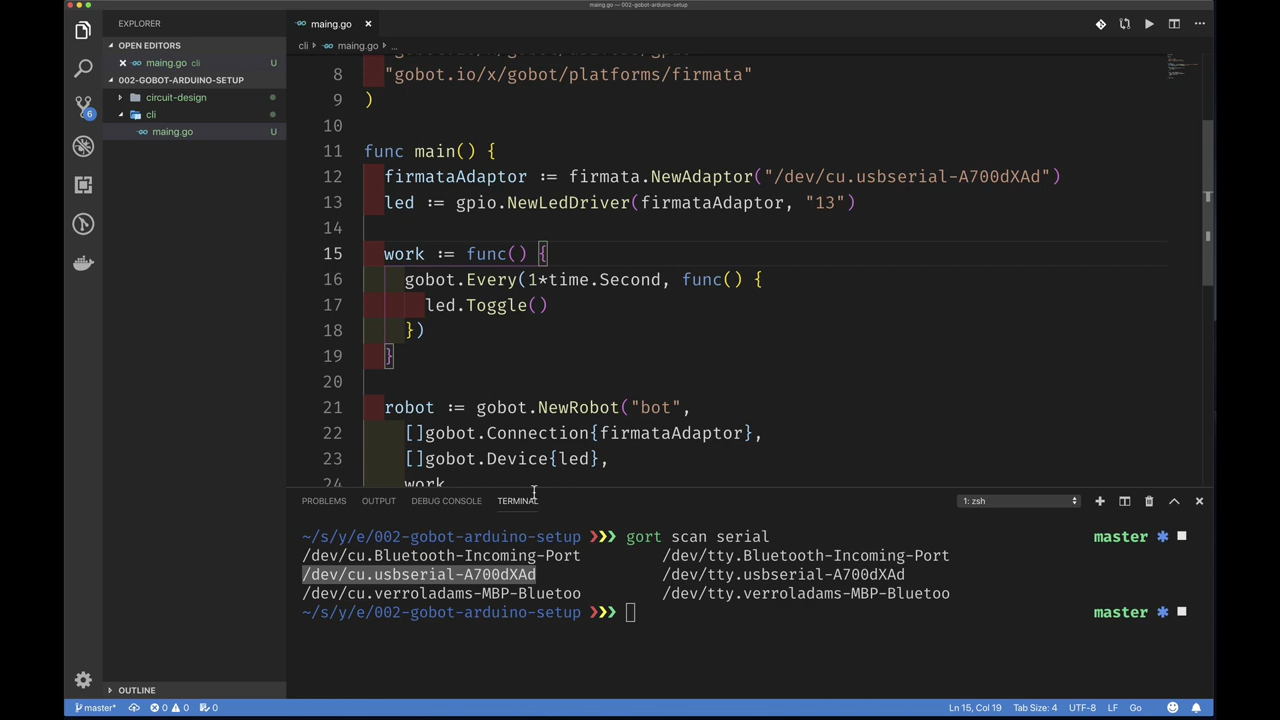 maing.go — 002-gobot-arduino-setup
EXPLORER
OPEN EDITORS
maing.go cli U
002-GOBOT-ARDUINO-SETUP
circuit-design
cli
maing.go U
6
OUTLINE
maing.go
cli maing.go ...
8 "gobot.io/x/gobot/platforms/firmata"
9 )
10
11 func main() {
12 firmataAdaptor := firmata.NewAdaptor("/dev/cu.usbserial-A700dXAd")
13 led := gpio.NewLedDriver(firmataAdaptor, "13")
14
15 work := func() {
16 gobot.Every(1*time.Second, func() {
17 led.Toggle()
18 })
19 }
20
21 robot := gobot.NewRobot("bot",
22 []gobot.Connection{firmataAdaptor},
23 []gobot.Device{led},
24 work
PROBLEMS OUTPUT DEBUG CONSOLE TERMINAL 1: zsh
~/s/y/e/002-gobot-arduino-setup ❯❯❯ gort scan serial master ✱ ◼
/dev/cu.Bluetooth-Incoming-Port /dev/tty.Bluetooth-Incoming-Port
/dev/cu.usbserial-A700dXAd /dev/tty.usbserial-A700dXAd
/dev/cu.verroladams-MBP-Bluetoo /dev/tty.verroladams-MBP-Bluetoo
~/s/y/e/002-gobot-arduino-setup ❯❯❯ master ✱ ◼
master* 0 0 0 Ln 15, Col 19 Tab Size: 4 UTF-8 LF Go